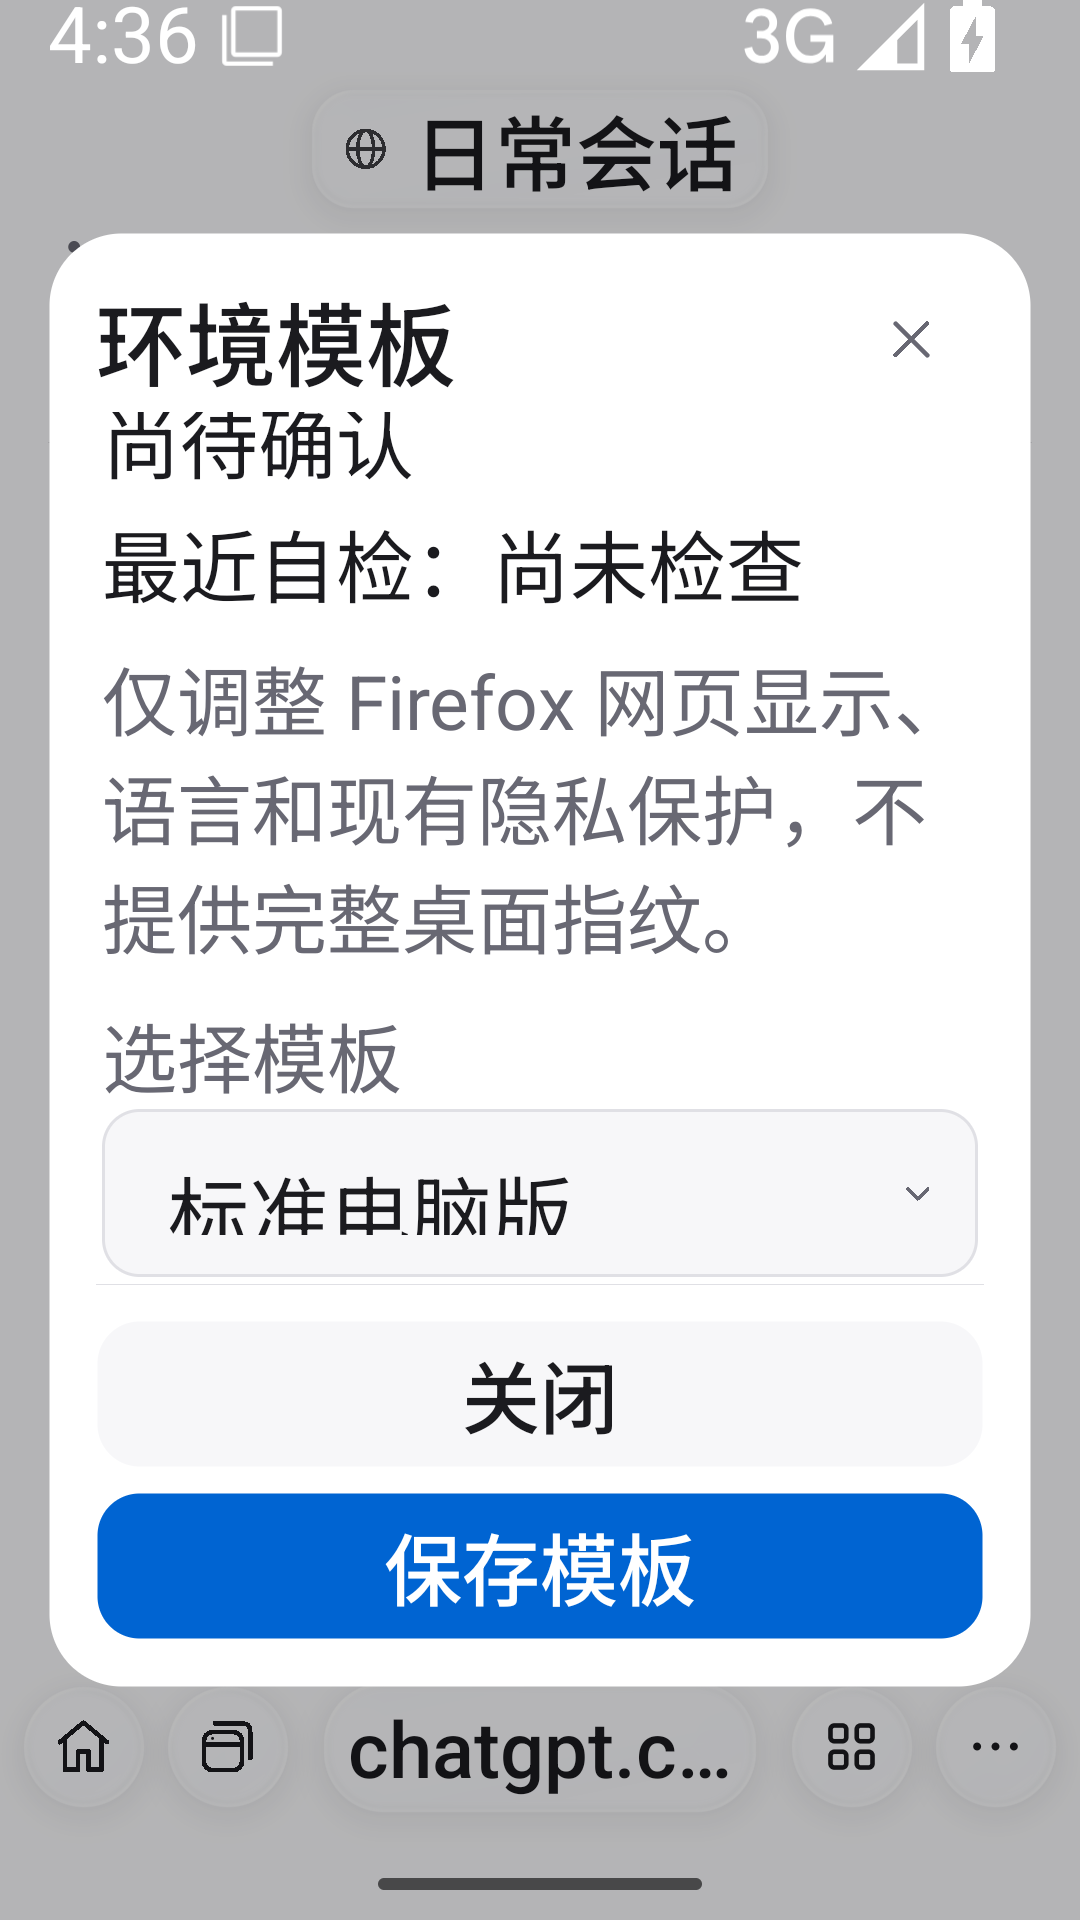 4:36
3G
日常会话
环境模板
尚待确认
最近自检：尚未检查
仅调整 Firefox 网页显示、
语言和现有隐私保护，不
提供完整桌面指纹。
选择模板
标准电脑版
关闭
保存模板
chatgpt.c...